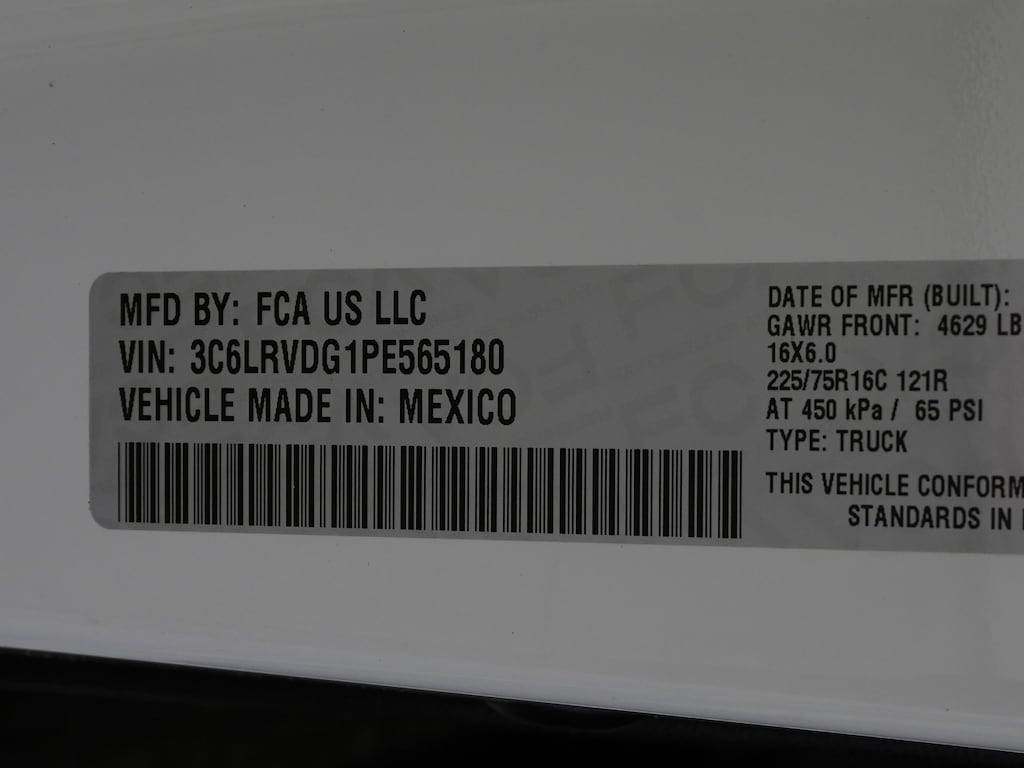 MFD BY: FCA US LLC
VIN: 3C6LRVDG1PE565180
VEHICLE MADE IN: MEXICO
DATE OF MFR (BUILT):
GAWR FRONT: 4629 LB
16X6.0
225/75R16C 121R
AT 450 kPa / 65 PSI
TYPE: TRUCK
THIS VEHICLE CONFORM
STANDARDS IN